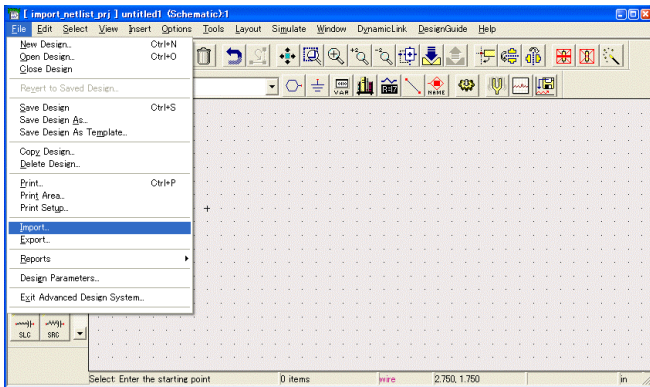 [ import_netlist_prj ] untitled1 (Schematic):1
File Edit Select View Insert Options Tools Layout Simulate Window DynamicLink DesignGuide Help
New Design... Ctrl+N
Open Design... Ctrl+O
Close Design
Revert to Saved Design...
Save Design Ctrl+S
Save Design As...
Save Design As Template...
Copy Design...
Delete Design...
Print... Ctrl+P
Print Area...
Print Setup...
Import...
Export...
Reports
Design Parameters...
Exit Advanced Design System...
VAR
NAME
SLC SRC
Select: Enter the starting point 0 items wire 2.750, 1.750 in